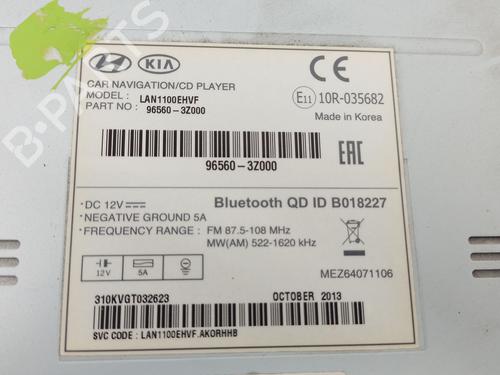 B-PARTS
HYUNDAI KIA
CAR NAVIGATION/CD PLAYER
MODEL : LAN1100EHVF
PART NO : 96560-3Z000
E11 10R-035682
Made in Korea
96560-3Z000
EAC
• DC 12V
• NEGATIVE GROUND 5A
• FREQUENCY RANGE : FM 87.5-108 MHz
MW(AM) 522-1620 kHz
Bluetooth QD ID B018227
12V 5A
MEZ64071106
310KVGT032623
OCTOBER 2013
SVC CODE : LAN1100EHVF.AKORHHB